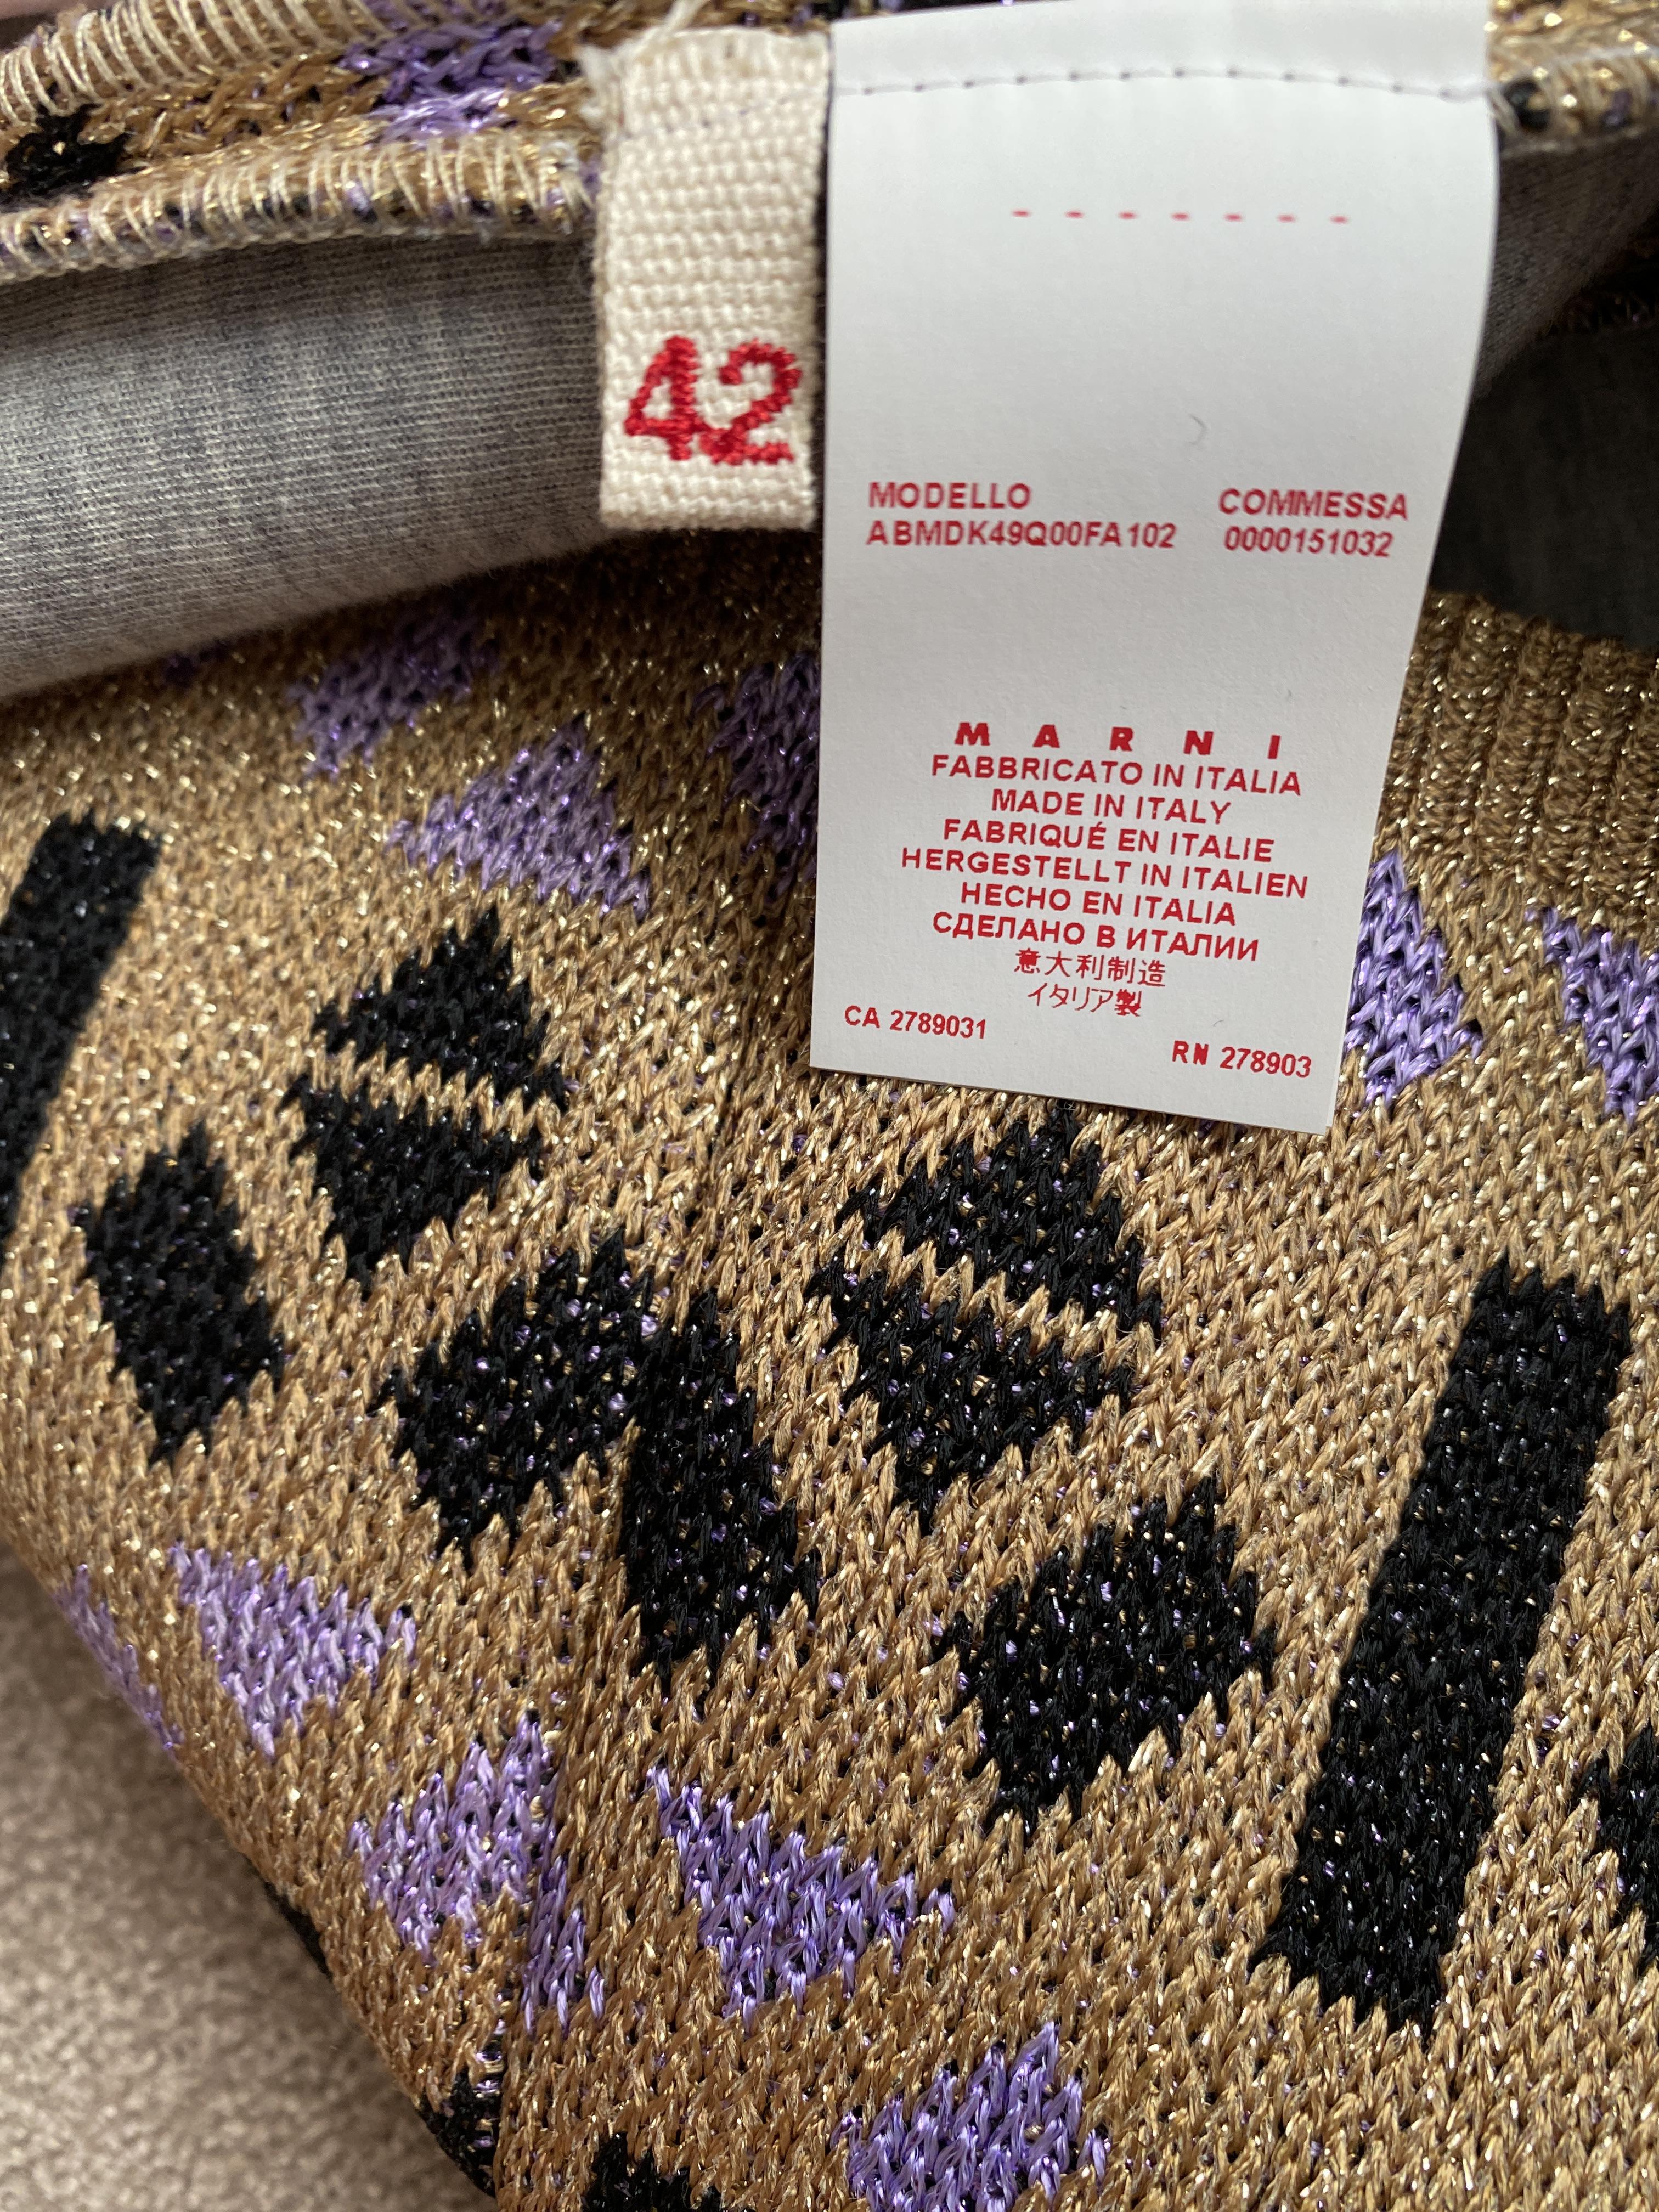 42
- - - - - - -
MODELLO COMMESSA
ABMDK49Q00FA102 0000151032
MARNI
FABBRICATO IN ITALIA
MADE IN ITALY
FABRIQUÉ EN ITALIE
HERGESTELLT IN ITALIEN
HECHO EN ITALIA
СДЕЛАНО В ИТАЛИИ
意大利制造
イタリア製
CA 2789031
RN 278903